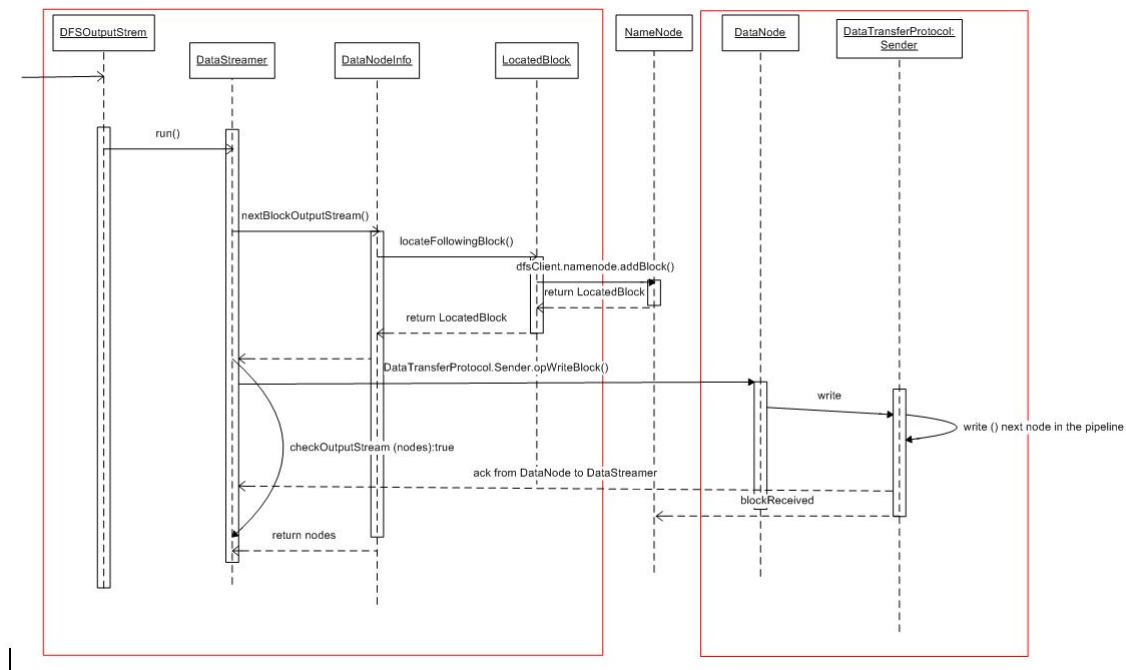 DFSOutputStrem
DataStreamer
DataNodeInfo
LocatedBlock
NameNode
DataNode
DataTransferProtocol:
Sender
run()
nextBlockOutputStream()
locateFollowingBlock()
dfsClient.namenode.addBlock()
return LocatedBlock
return LocatedBlock
DataTransferProtocol.Sender.opWriteBlock()
write
write () next node in the pipeline
checkOutputStream (nodes):true
ack from DataNode to DataStreamer
blockReceived
return nodes